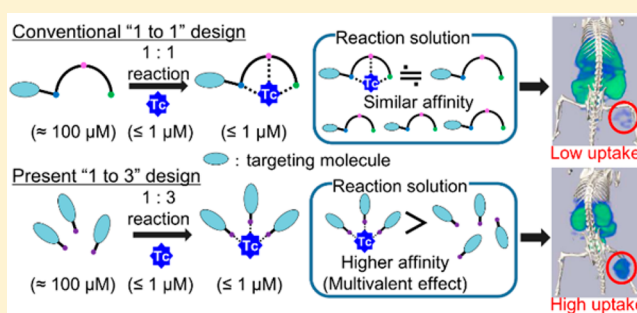 Conventional "1 to 1" design
1 : 1
reaction
Tc
(≈ 100 μM) (≤ 1 μM) (≤ 1 μM)
Reaction solution
Tc ≒
Similar affinity
Low uptake
: targeting molecule
Present "1 to 3" design
1 : 3
reaction
Tc
Tc
(≈ 100 μM) (≤ 1 μM) (≤ 1 μM)
Reaction solution
Tc >
Higher affinity
(Multivalent effect)
High uptake